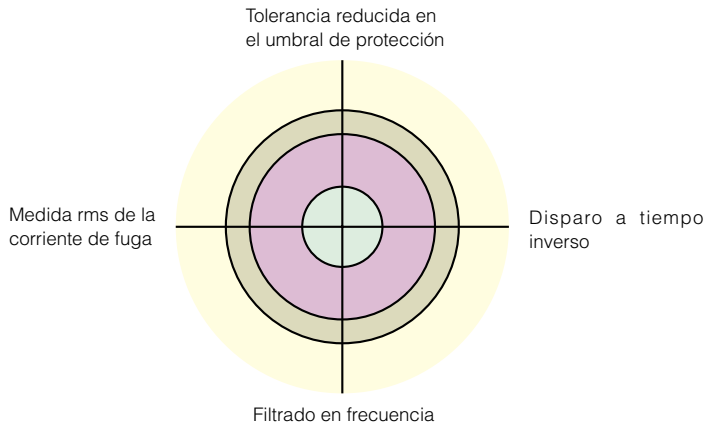 Tolerancia reducida en
el umbral de protección
Medida rms de la
corriente de fuga
Disparo a tiempo
inverso
Filtrado en frecuencia